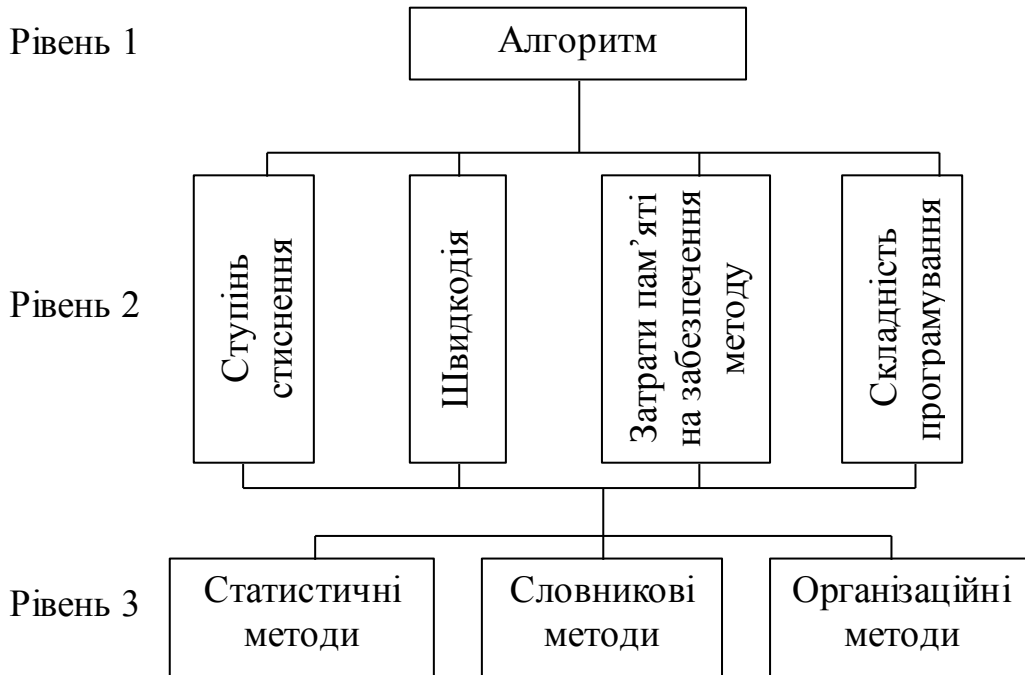 Рівень 1
Алгоритм
Рівень 2
Ступінь
стиснення
Швидкодія
Затрати пам’яті
на забезпечення
методу
Складність
програмування
Рівень 3
Статистичні
методи
Словникові
методи
Організаційні
методи